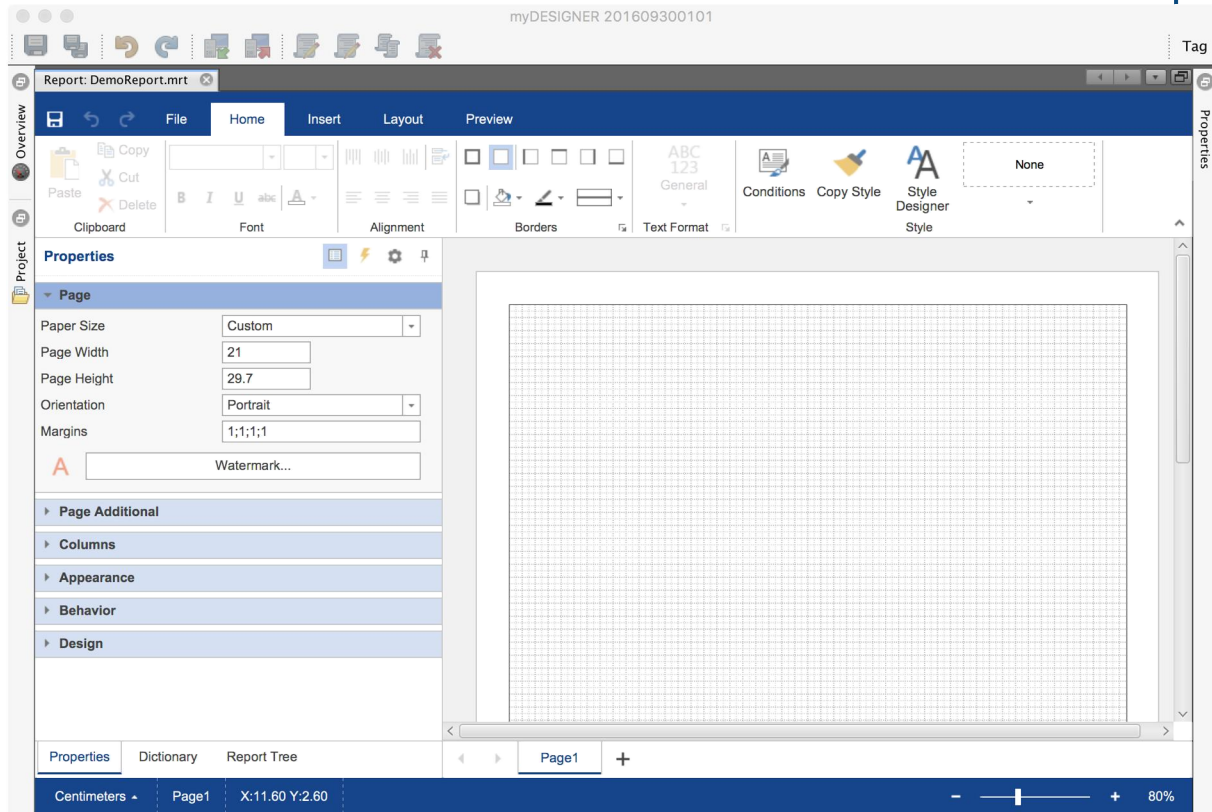 myDESIGNER 201609300101
Tag
Report: DemoReport.mrt
Overview
Project
Properties
File Home Insert Layout Preview
Paste
Copy
Cut
Delete
Clipboard
B I U abc A
Font
Alignment
Borders
ABC
123
General
Text Format
Conditions
Copy Style
Style
Designer
None
Style
Properties
Page
Paper Size Custom
Page Width 21
Page Height 29.7
Orientation Portrait
Margins 1;1;1;1
A Watermark...
Page Additional
Columns
Appearance
Behavior
Design
Properties Dictionary Report Tree
Page1 +
Centimeters Page1 X:11.60 Y:2.60 - + 80%